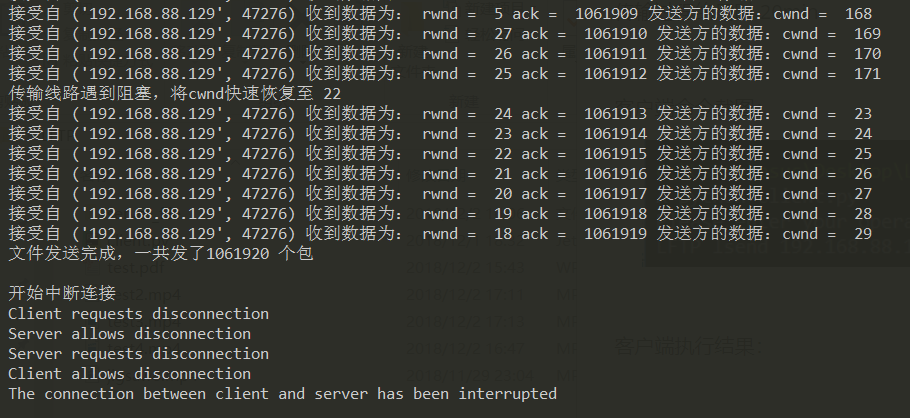 接受自 ('192.168.88.129', 47276) 收到数据为： rwnd =  5 ack =  1061909 发送方的数据：cwnd =  168
接受自 ('192.168.88.129', 47276) 收到数据为： rwnd =  27 ack =  1061910 发送方的数据：cwnd =  169
接受自 ('192.168.88.129', 47276) 收到数据为： rwnd =  26 ack =  1061911 发送方的数据：cwnd =  170
接受自 ('192.168.88.129', 47276) 收到数据为： rwnd =  25 ack =  1061912 发送方的数据：cwnd =  171
传输线路遇到阻塞，将cwnd快速恢复至 22
接受自 ('192.168.88.129', 47276) 收到数据为： rwnd =  24 ack =  1061913 发送方的数据：cwnd =  23
接受自 ('192.168.88.129', 47276) 收到数据为： rwnd =  23 ack =  1061914 发送方的数据：cwnd =  24
接受自 ('192.168.88.129', 47276) 收到数据为： rwnd =  22 ack =  1061915 发送方的数据：cwnd =  25
接受自 ('192.168.88.129', 47276) 收到数据为： rwnd =  21 ack =  1061916 发送方的数据：cwnd =  26
接受自 ('192.168.88.129', 47276) 收到数据为： rwnd =  20 ack =  1061917 发送方的数据：cwnd =  27
接受自 ('192.168.88.129', 47276) 收到数据为： rwnd =  19 ack =  1061918 发送方的数据：cwnd =  28
接受自 ('192.168.88.129', 47276) 收到数据为： rwnd =  18 ack =  1061919 发送方的数据：cwnd =  29
文件发送完成，一共发了1061920 个包
开始中断连接
Client requests disconnection
Server allows disconnection
Server requests disconnection
Client allows disconnection
The connection between client and server has been interrupted
客户端执行结果